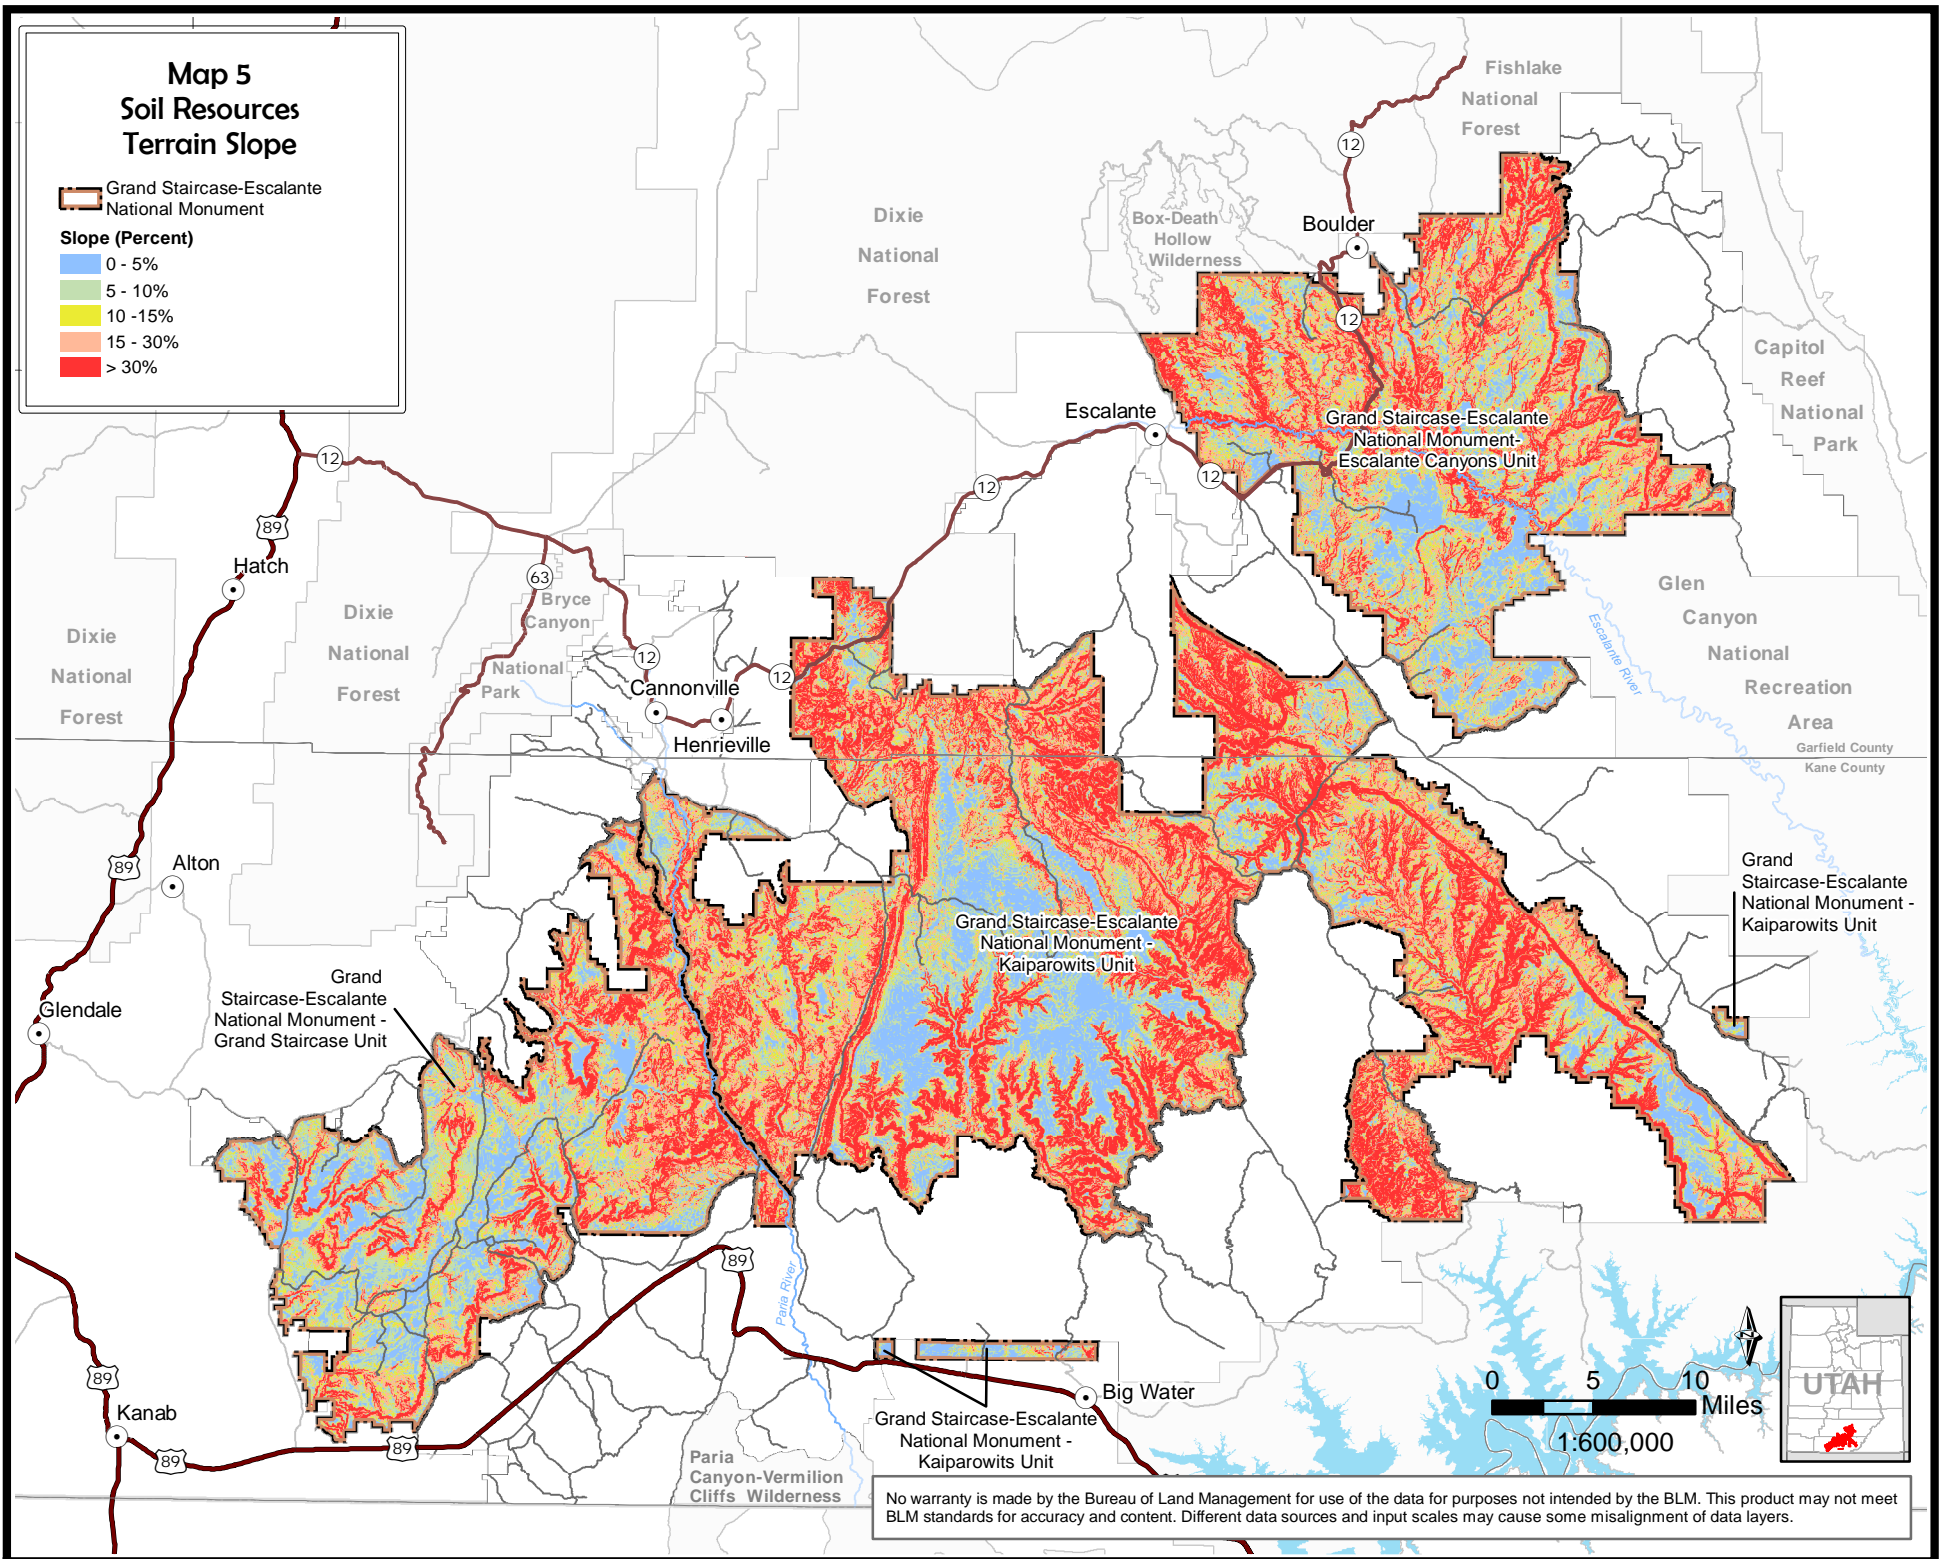 Map 5
Soil Resources
Terrain Slope
Grand Staircase-Escalante
National Monument
Slope (Percent)
0 - 5%
5 - 10%
10 -15%
15 - 30%
> 30%
Fishlake
National
Forest
12
Boulder
Box-Death
Hollow
Wilderness
Dixie
National
Forest
12
Capitol
Reef
National
Park
Escalante
Grand Staircase-Escalante
National Monument-
Escalante Canyons Unit
12
12
12
89
Hatch
63
Bryce
Canyon
National
Park
Dixie
National
Forest
Dixie
National
Forest
12
12
Cannonville
Henrieville
Glen
Canyon
National
Recreation
Area
Escalante River
Garfield County
Kane County
89
Alton
Grand
Staircase-Escalante
National Monument -
Kaiparowits Unit
Grand Staircase-Escalante
National Monument -
Kaiparowits Unit
Grand
Staircase-Escalante
National Monument -
Grand Staircase Unit
Glendale
89
Paria River
89
Kanab
89
89
Big Water
Grand Staircase-Escalante
National Monument -
Kaiparowits Unit
Paria
Canyon-Vermilion
Cliffs Wilderness
N
0 5 10
Miles
1:600,000
UTAH
No warranty is made by the Bureau of Land Management for use of the data for purposes not intended by the BLM. This product may not meet
BLM standards for accuracy and content. Different data sources and input scales may cause some misalignment of data layers.